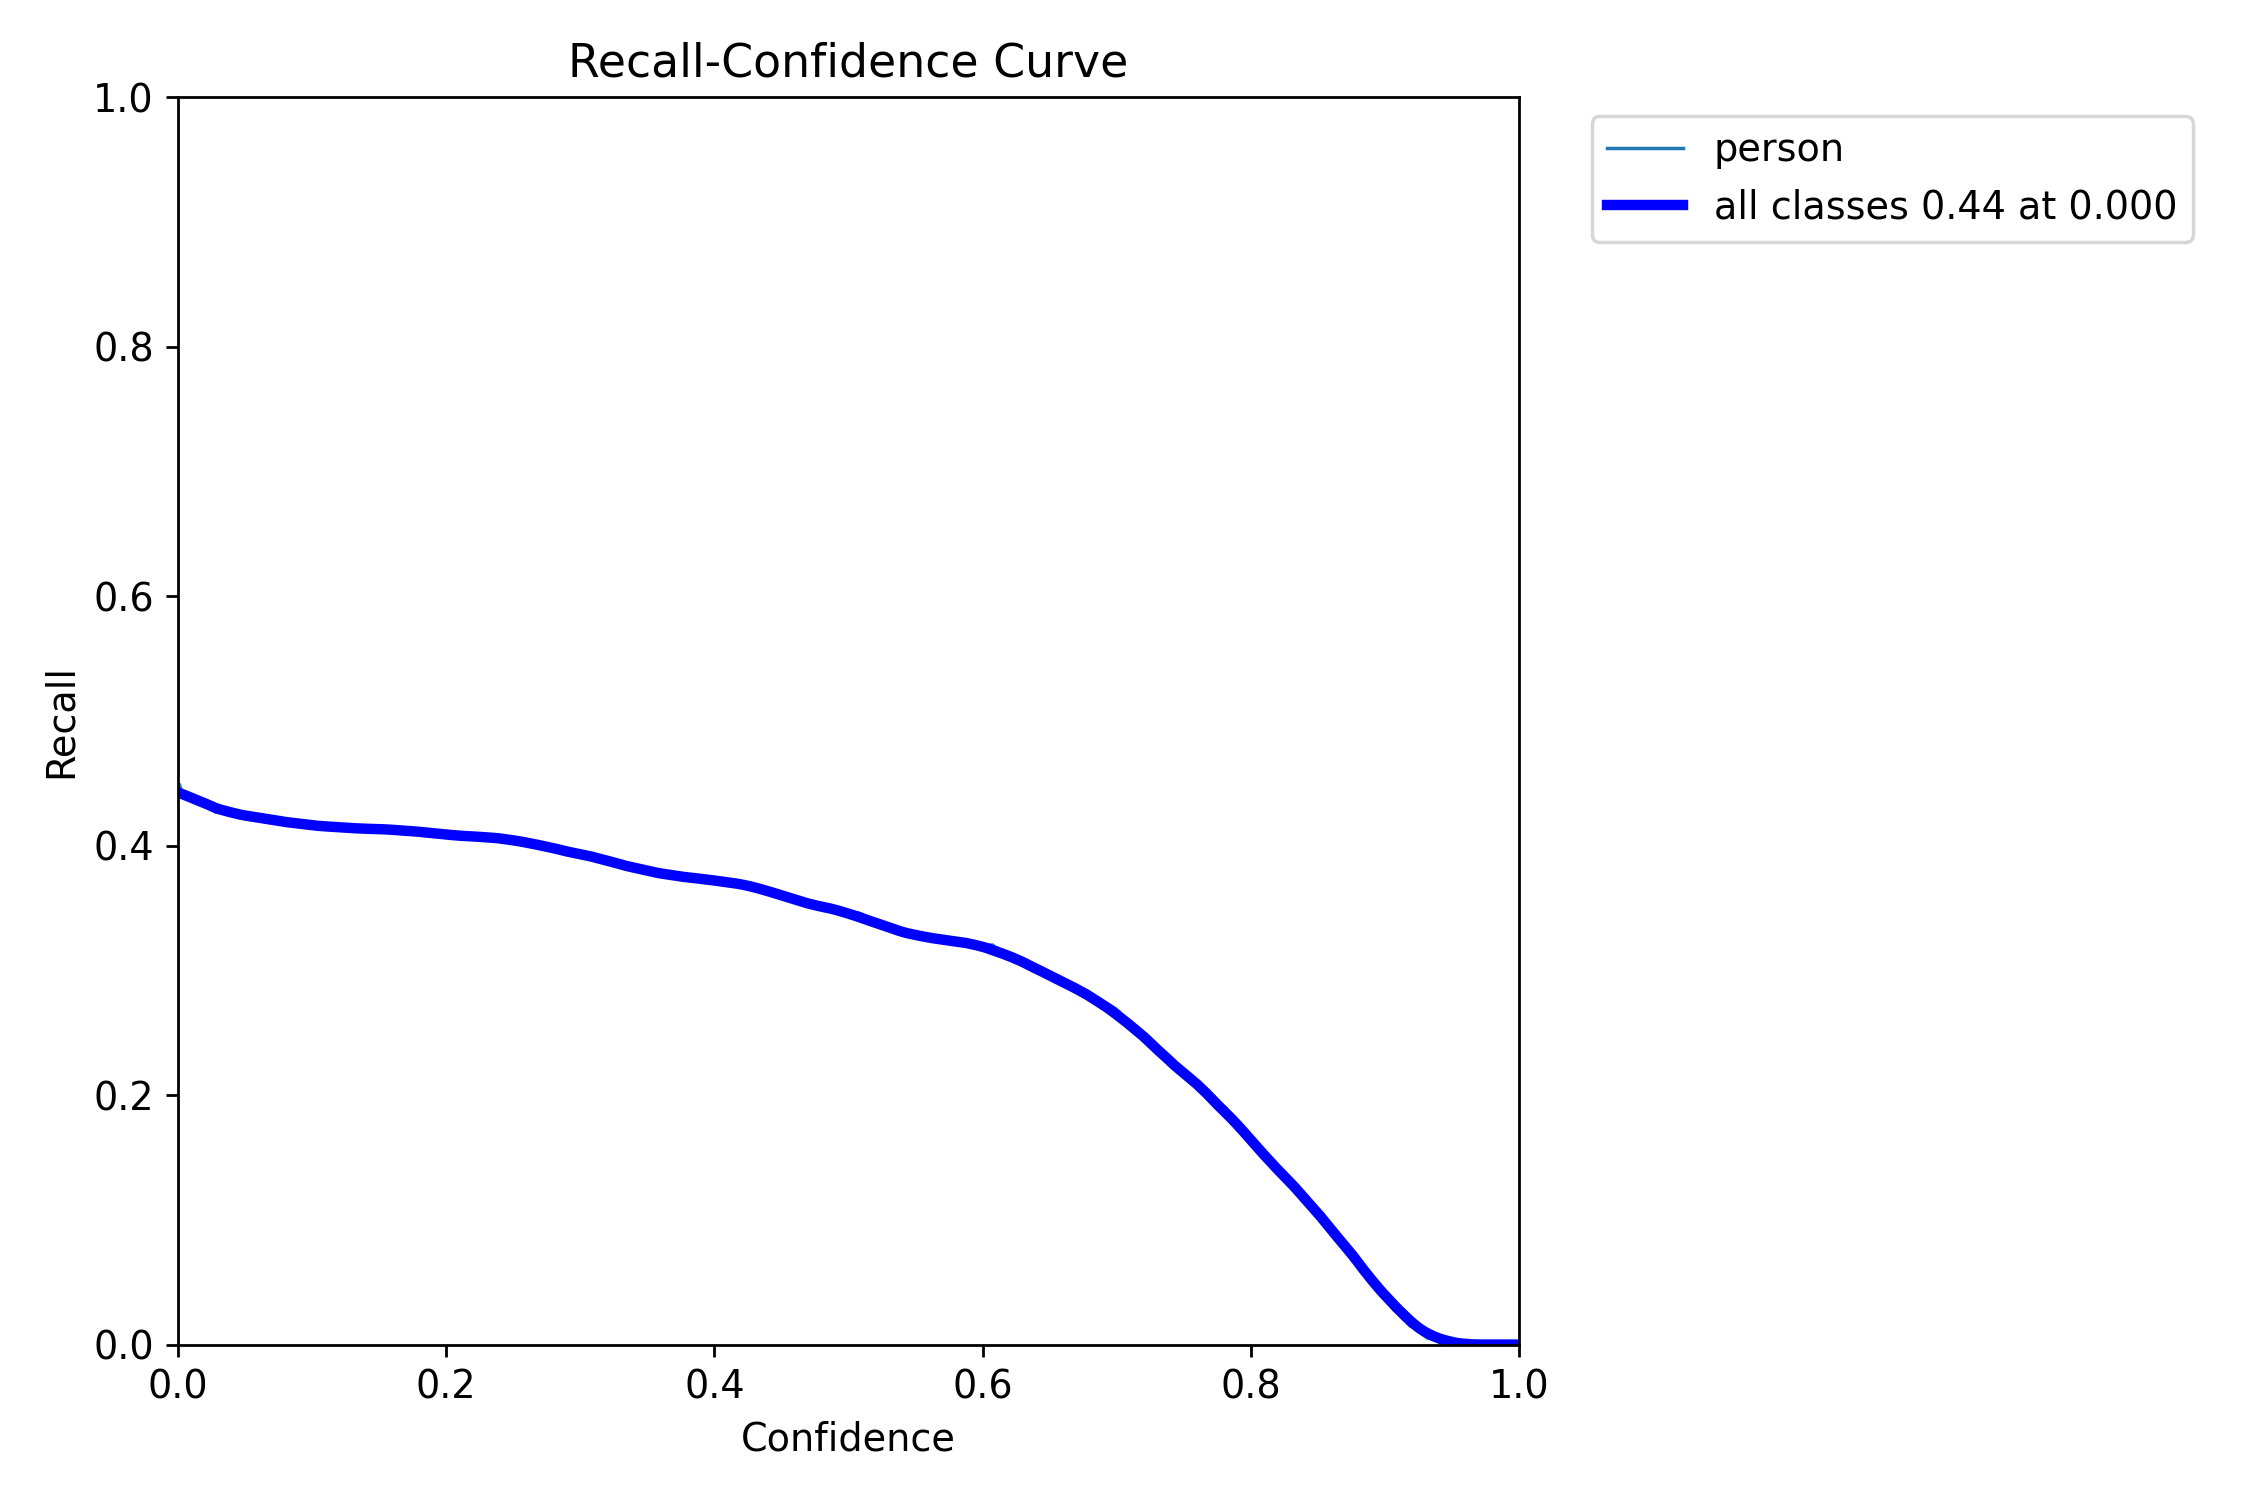 Recall-Confidence Curve
1.0
0.8
0.6
0.4
0.2
0.0
Recall
0.0 0.2 0.4 0.6 0.8 1.0
Confidence
person
all classes 0.44 at 0.000